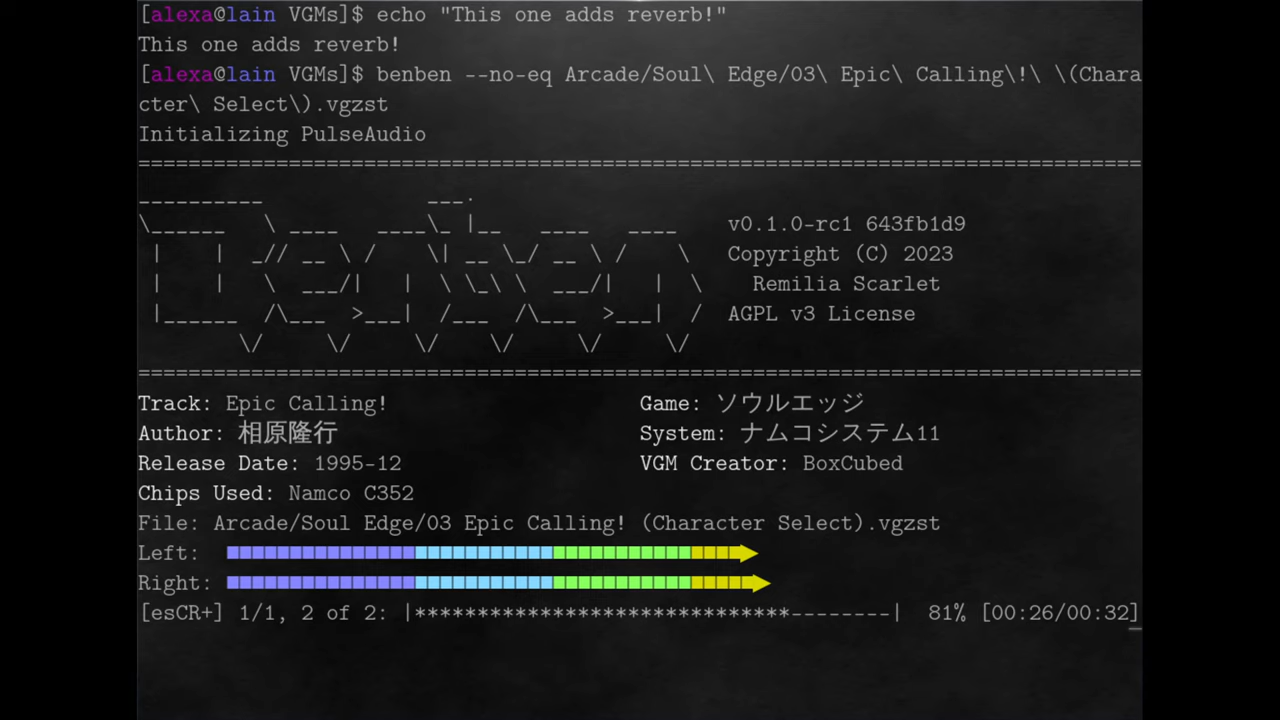 [alexa@lain VGMs]$ echo "This one adds reverb!"
This one adds reverb!
[alexa@lain VGMs]$ benben --no-eq Arcade/Soul\ Edge/03\ Epic\ Calling\!\ \(Chara
cter\ Select\).vgzst
Initializing PulseAudio
v0.1.0-rc1 643fb1d9
Copyright (C) 2023
Remilia Scarlet
AGPL v3 License
Track: Epic Calling! Game: ソウルエッジ
Author: 相原隆行 System: ナムコシステム11
Release Date: 1995-12 VGM Creator: BoxCubed
Chips Used: Namco C352
File: Arcade/Soul Edge/03 Epic Calling! (Character Select).vgzst
Left:
Right:
[esCR+] 1/1, 2 of 2: |******************************--------| 81% [00:26/00:32]